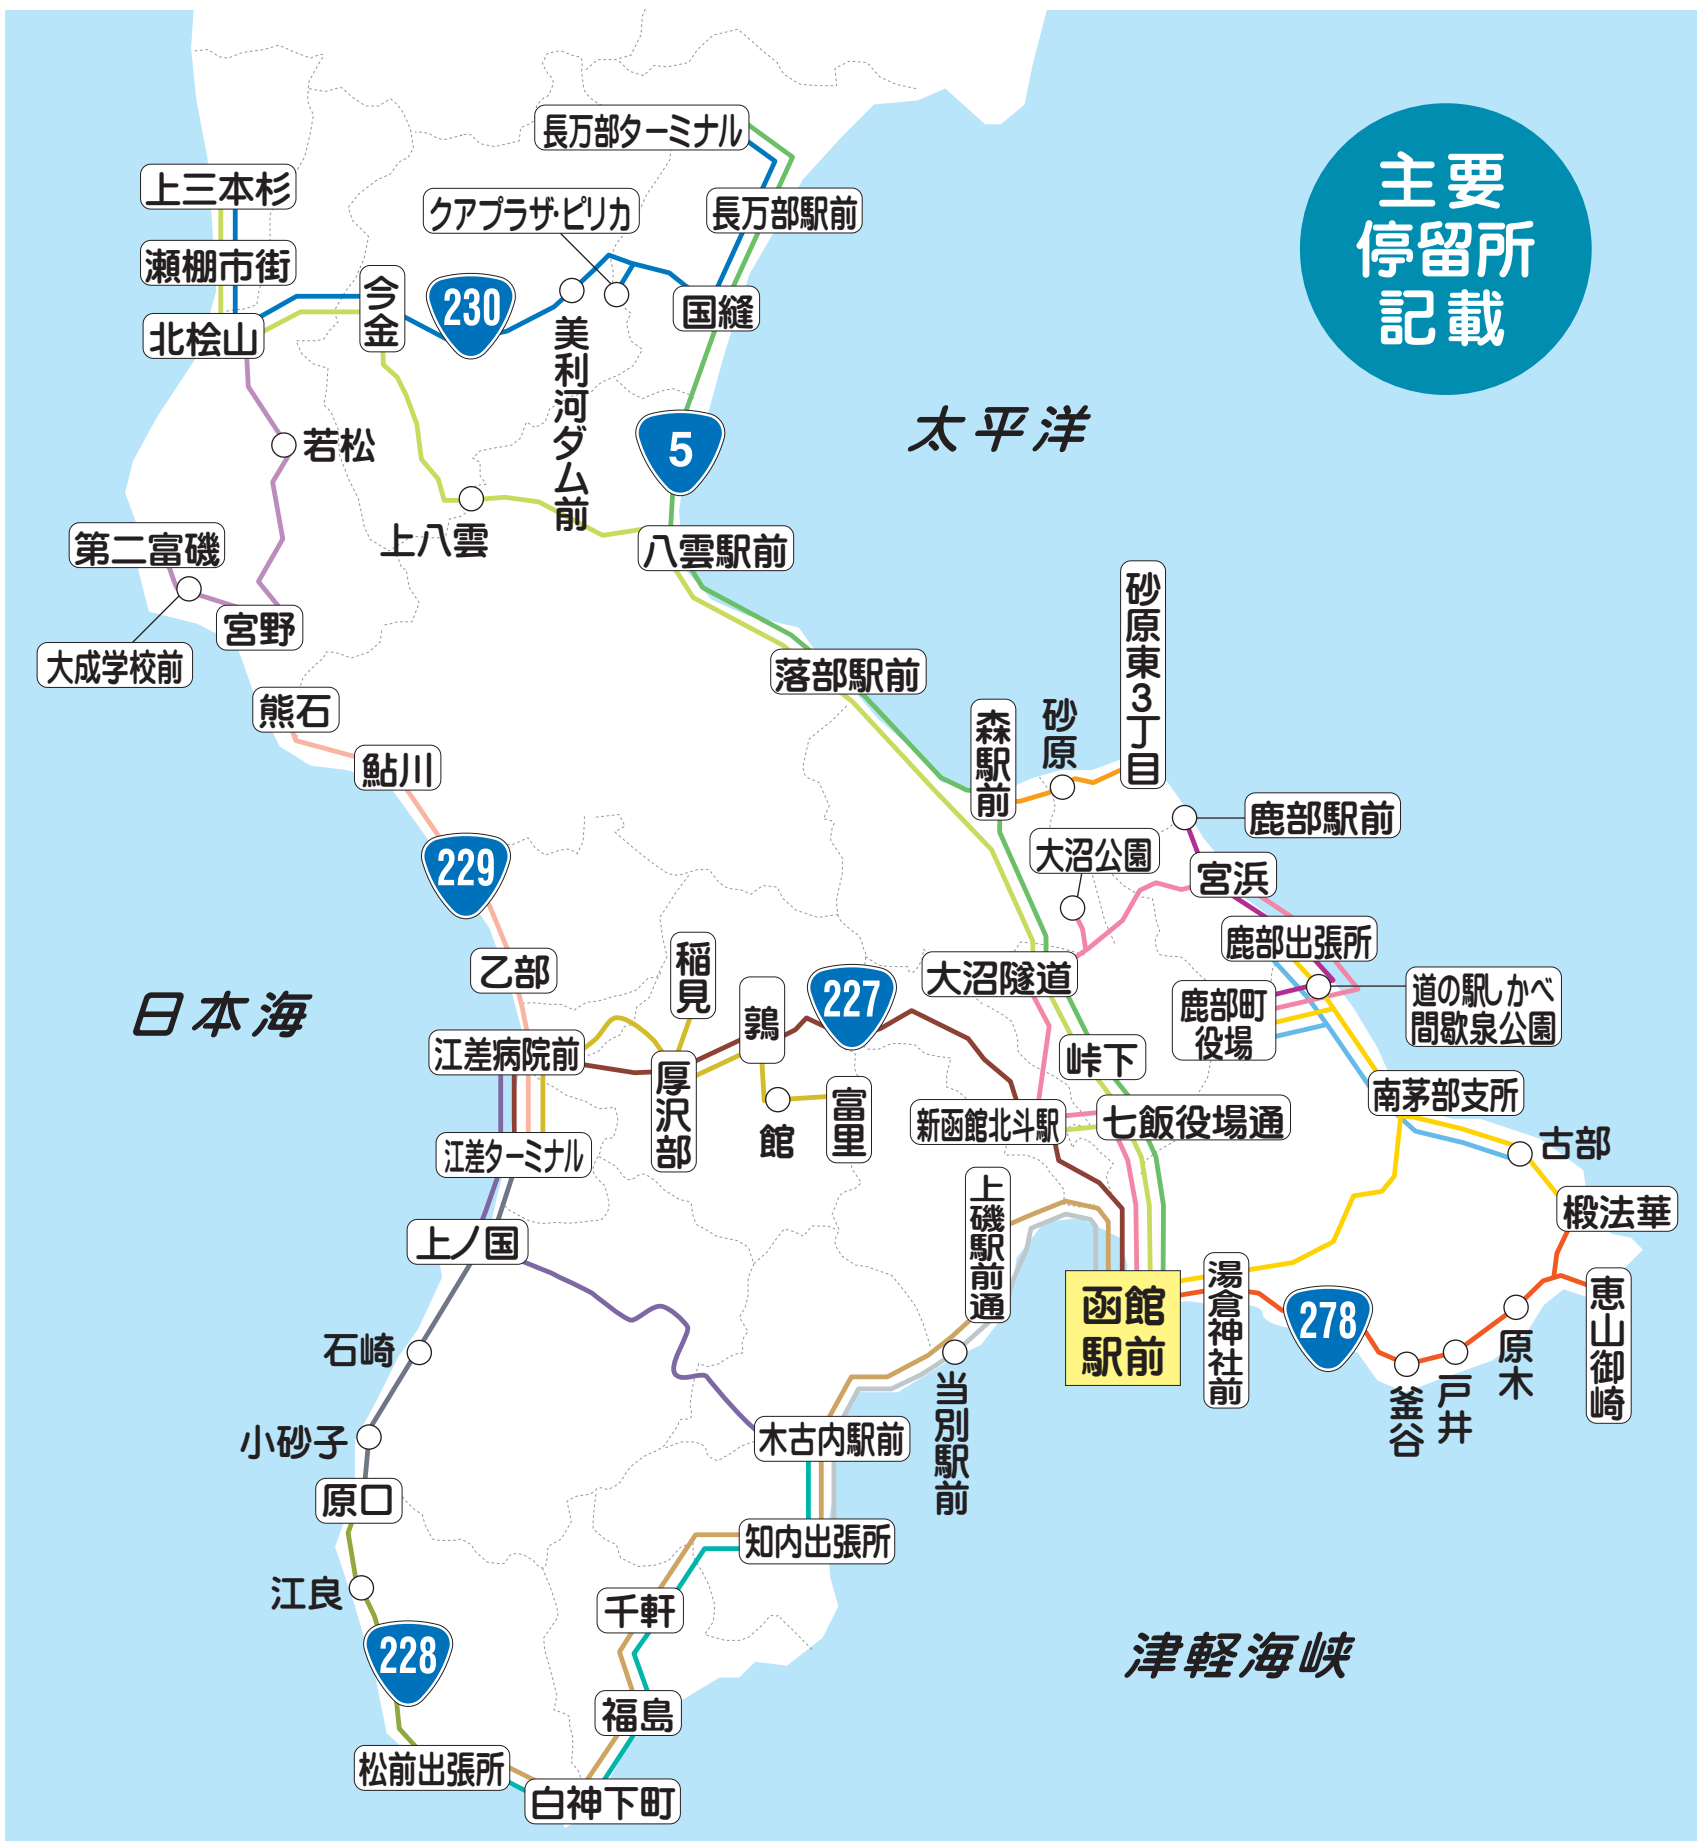 主要
停留所
記載
長万部ターミナル
上三本杉
クアプラザ・ピリカ
長万部駅前
瀬棚市街
今金
230
国縫
北桧山
美利河ダム前
太平洋
若松
5
上八雲
第二富磯
八雲駅前
宮野
大成学校前
砂原東3丁目
落部駅前
熊石
森駅前
砂原
鮎川
鹿部駅前
大沼公園
229
宮浜
鹿部出張所
稲見
乙部
大沼隧道
227
日本海
鶉
鹿部町
役場
道の駅しかべ
間歇泉公園
江差病院前
峠下
厚沢部
南茅部支所
富里
新函館北斗駅
七飯役場通
館
古部
江差ターミナル
上磯駅前通
椴法華
上ノ国
函館
駅前
湯倉神社前
278
恵山御崎
石崎
原木
当別駅前
戸井
釜谷
小砂子
木古内駅前
原口
知内出張所
江良
千軒
228
津軽海峡
福島
松前出張所
白神下町